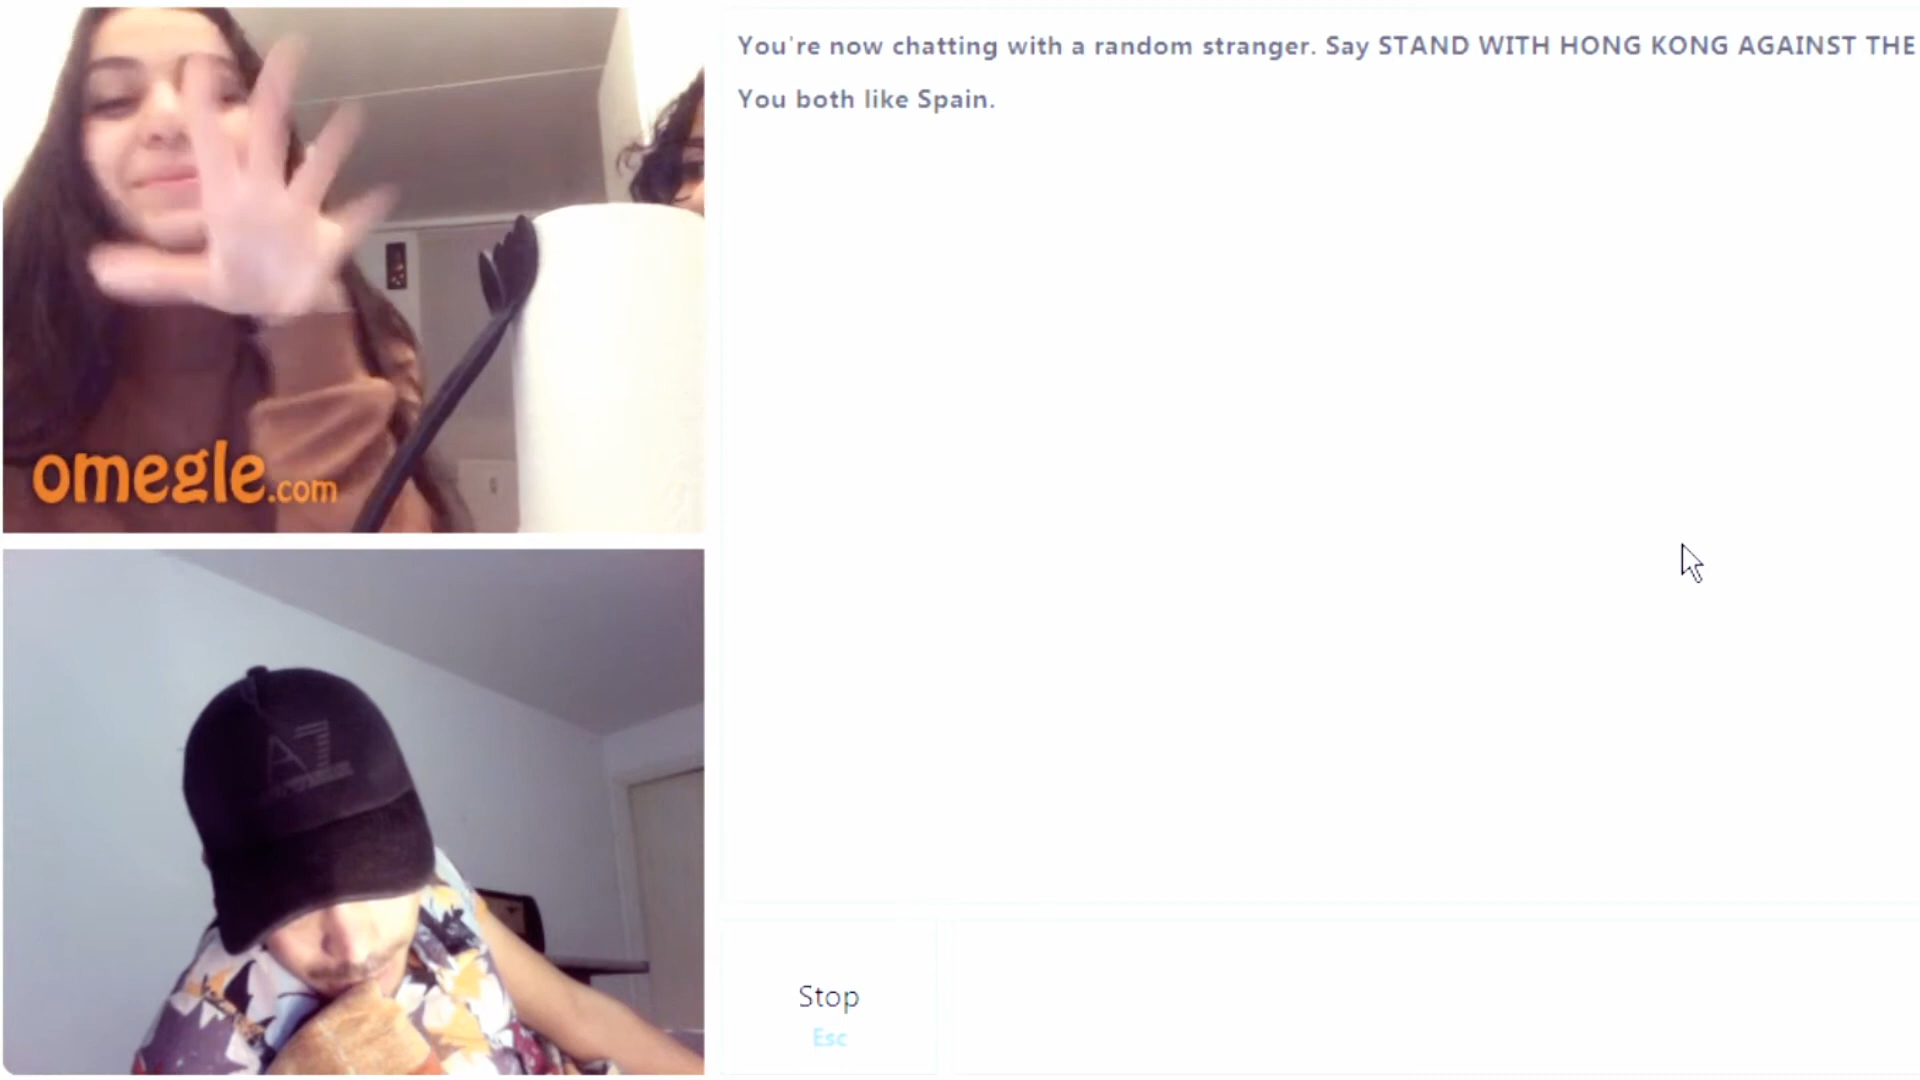 You're now chatting with a random stranger. Say STAND WITH HONG KONG AGAINST THE
You both like Spain.
omegle.com
Stop
Esc